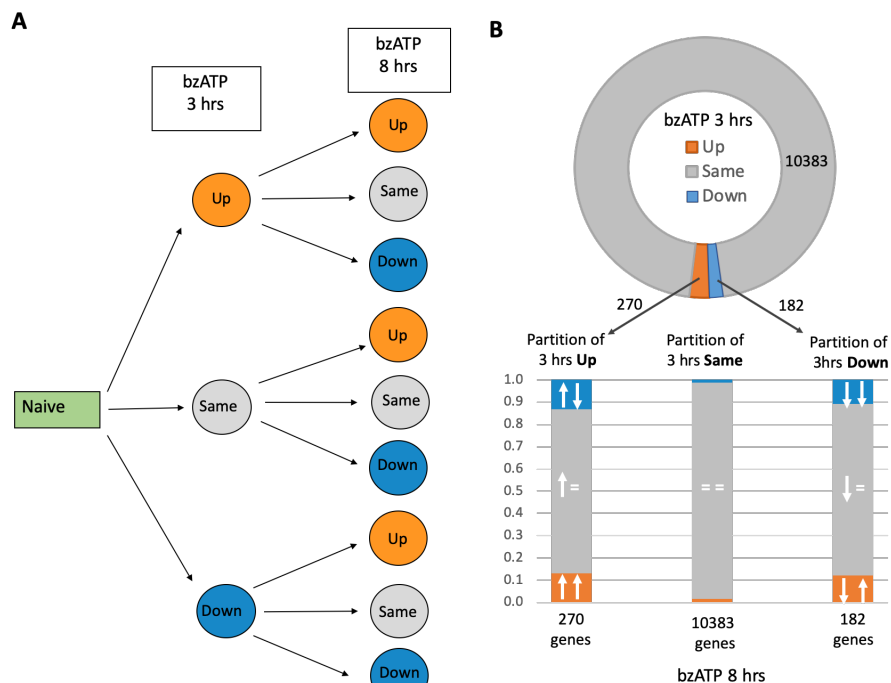 A
bzATP
3 hrs
bzATP
8 hrs
Up
Same
Down
Up
Up
Same
Down
Naive
Same
Up
Same
Down
Down
Up
Same
Down
B
bzATP 3 hrs
Up
Same
Down
10383
270
182
Partition of
3 hrs Up
Partition of
3 hrs Same
Partition of
3hrs Down
1.0
0.9
0.8
0.7
0.6
0.5
0.4
0.3
0.2
0.1
0.0
=
= =
=
270
genes
10383
genes
182
genes
bzATP 8 hrs